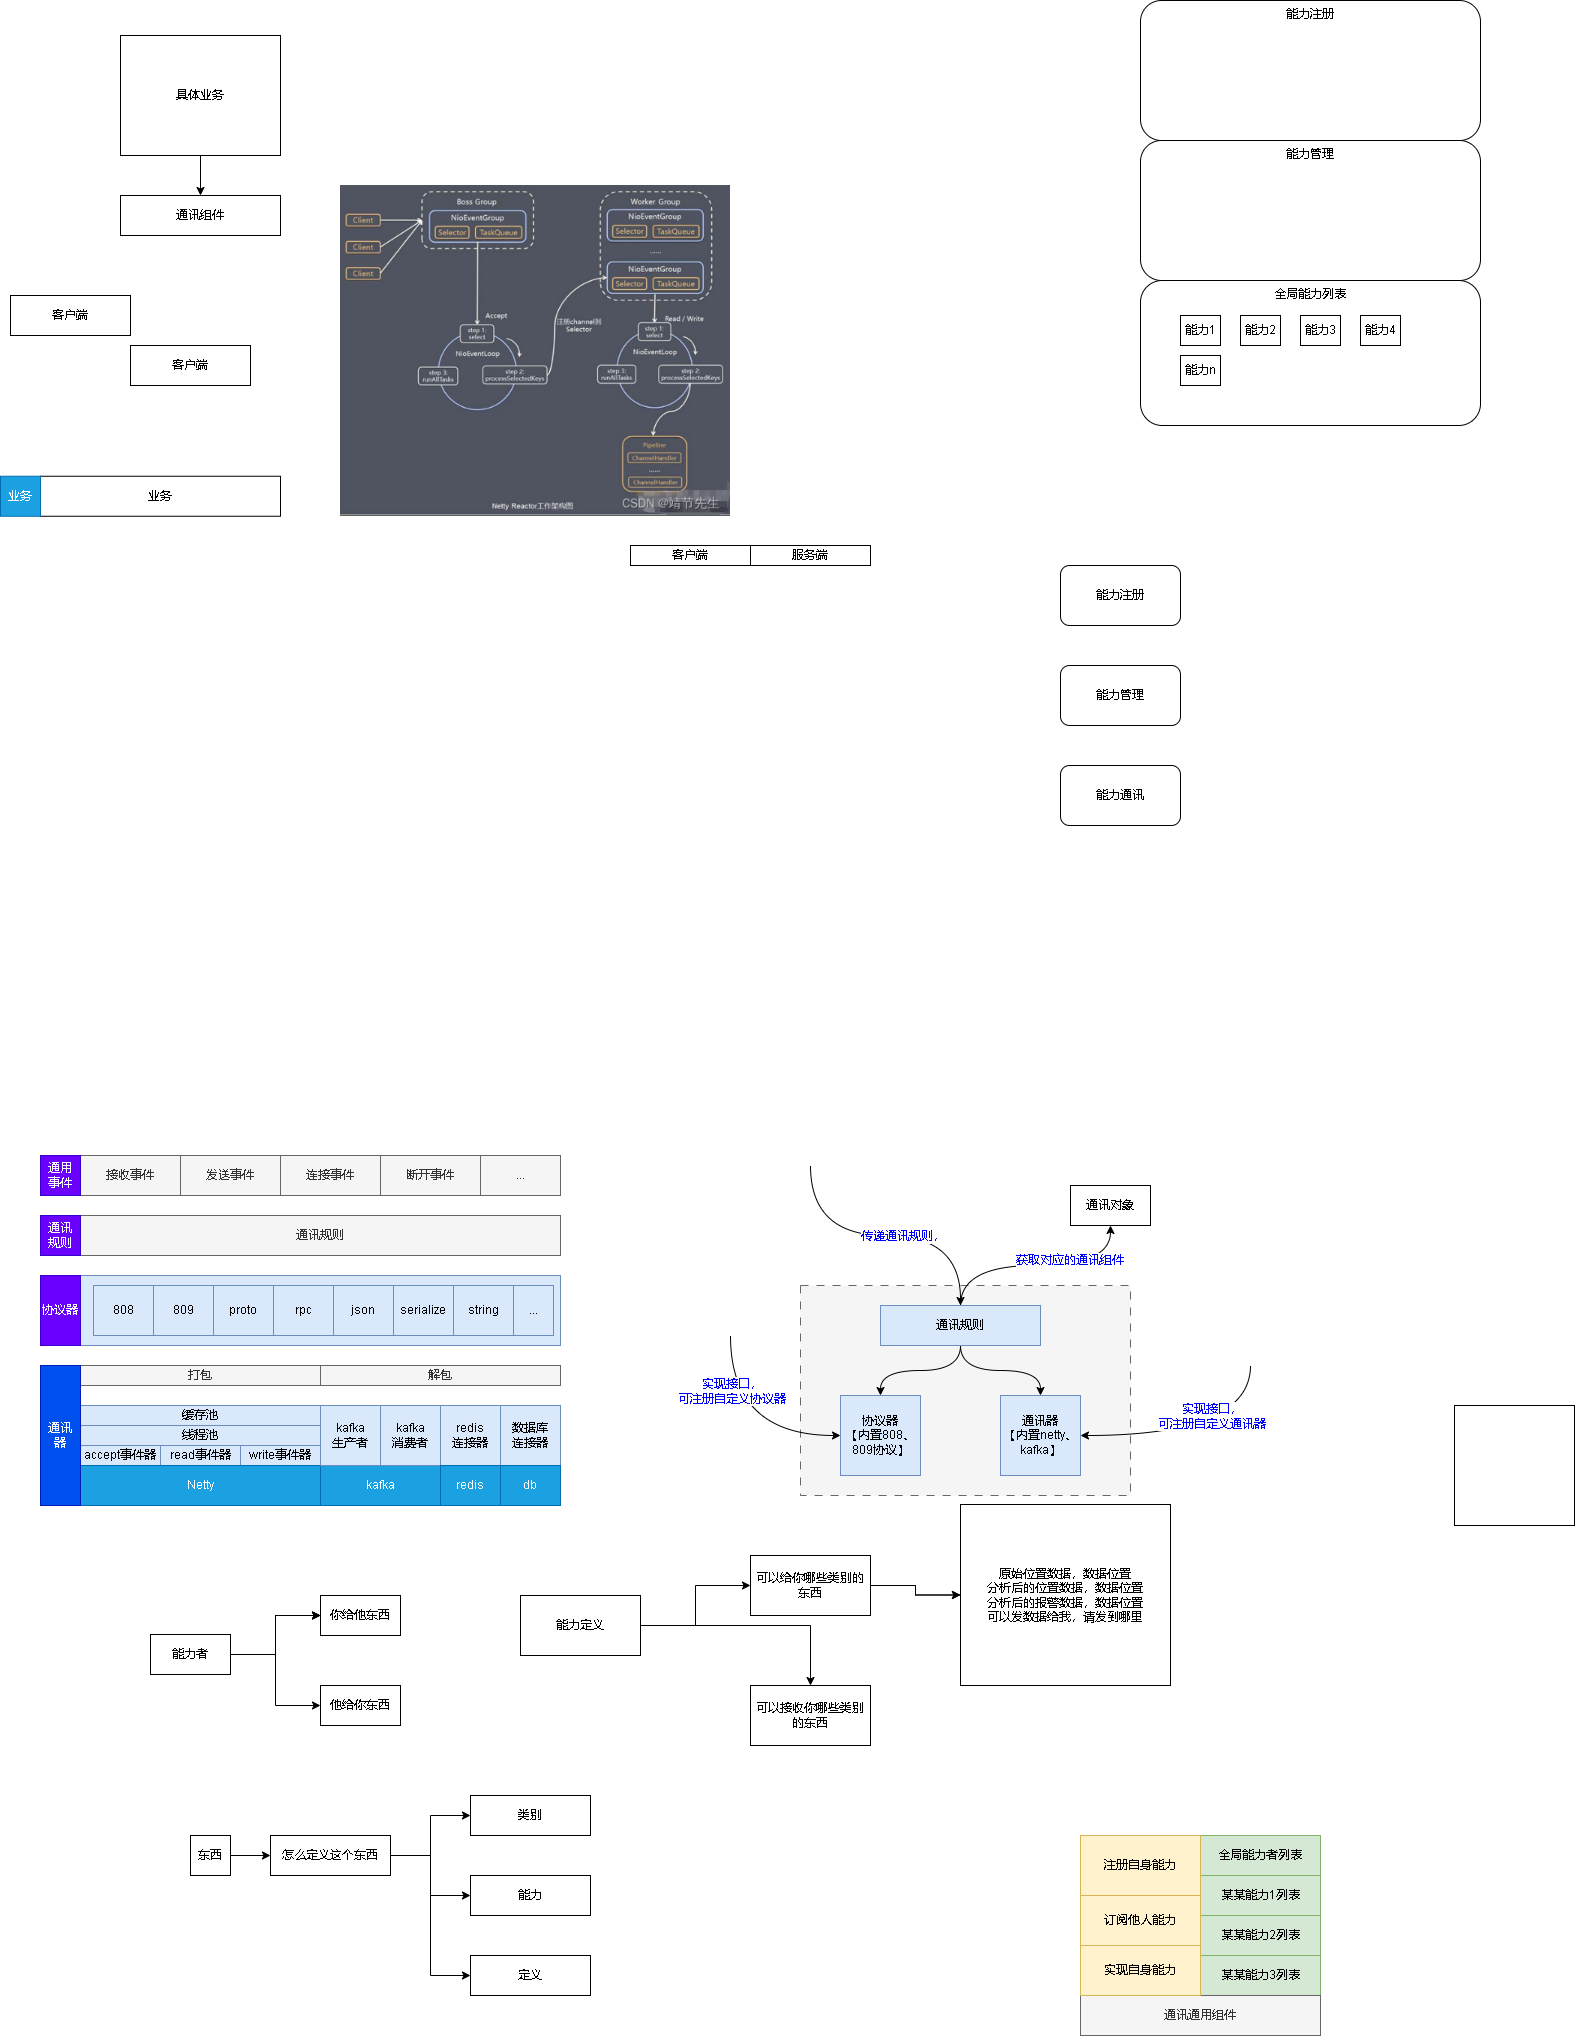 能力注册
具体业务
通讯组件
能力管理
Boss Group
NioEventGroup
Selector
TaskQueue
Client
Client
Client
Worker Group
NioEventGroup
Selector
TaskQueue
......
NioEventGroup
Selector
TaskQueue
Accept
step 1:
select
NioEventLoop
step 3:
runAllTasks
step 2:
processSelectedKeys
注册channel到
Selector
Read / Write
step 1:
select
NioEventLoop
step 3:
runAllTasks
step 2:
processSelectedKeys
Pipeline
ChannelHandler
......
ChannelHandler
Netty Reactor工作架构图
CSDN @靖节先生
客户端
客户端
全局能力列表
能力1
能力2
能力3
能力4
能力n
业务
业务
客户端
服务端
能力注册
能力管理
能力通讯
通用
事件
接收事件
发送事件
连接事件
断开事件
...
通讯
规则
通讯规则
协议器
808
809
proto
rpc
json
serialize
string
...
通讯
器
打包
解包
缓存池
线程池
accept事件器
read事件器
write事件器
kafka
生产者
kafka
消费者
redis
连接器
数据库
连接器
Netty
kafka
redis
db
通讯对象
传递通讯规则，
获取对应的通讯组件
通讯规则
实现接口，
可注册自定义协议器
协议器
【内置808、
809协议】
通讯器
【内置netty、
kafka】
实现接口，
可注册自定义通讯器
能力者
你给他东西
他给你东西
能力定义
可以给你哪些类别的
东西
可以接收你哪些类别
的东西
原始位置数据，数据位置
分析后的位置数据，数据位置
分析后的报警数据，数据位置
可以发数据给我，请发到哪里
东西
怎么定义这个东西
类别
能力
定义
注册自身能力
订阅他人能力
实现自身能力
全局能力者列表
某某能力1列表
某某能力2列表
某某能力3列表
通讯通用组件